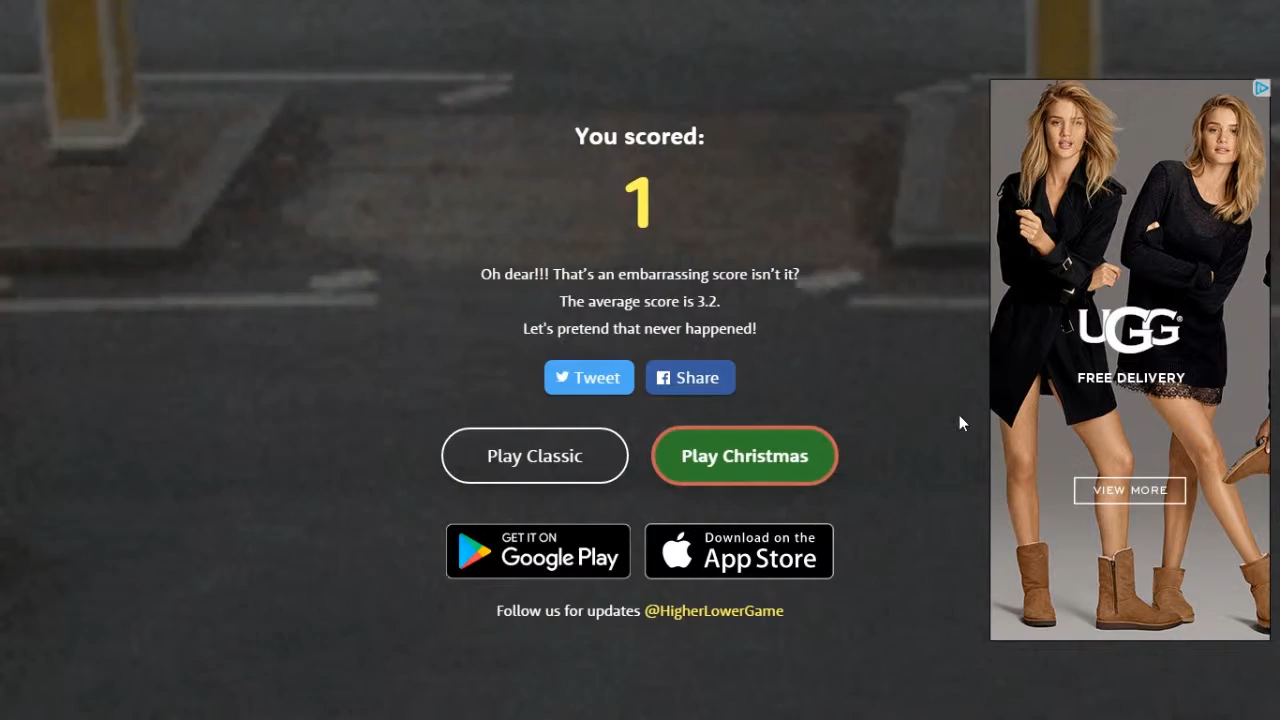 You scored:
1
Oh dear!!! That's an embarrassing score isn't it?
The average score is 3.2.
Let's pretend that never happened!
Tweet
Share
Play Classic
Play Christmas
GET IT ON
Google Play
Download on the
App Store
Follow us for updates @HigherLowerGame
UGG®
FREE DELIVERY
VIEW MORE